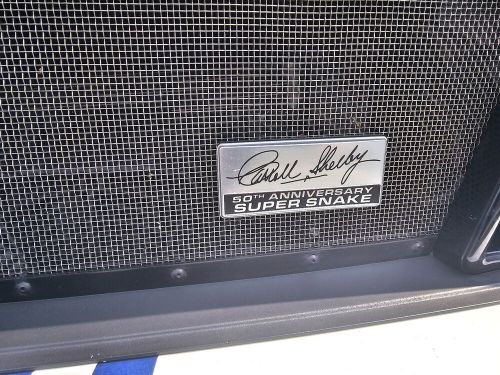 Carroll Shelby
50TH ANNIVERSARY
SUPER SNAKE